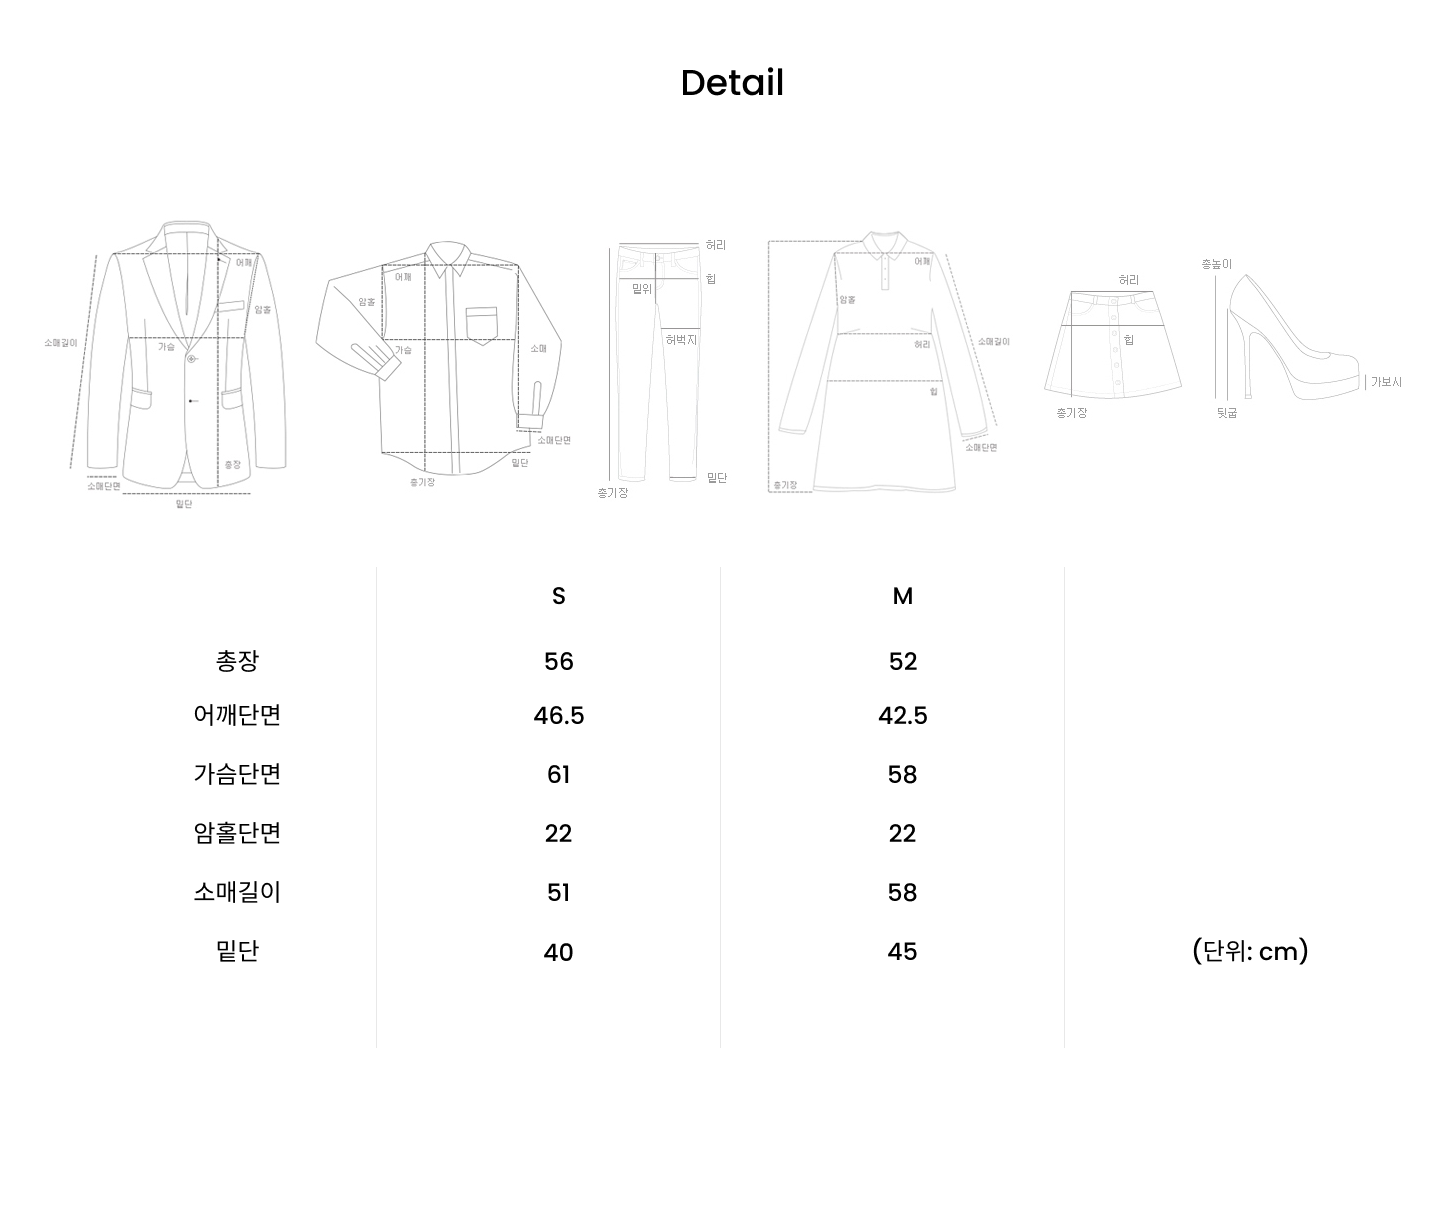 Detail
어깨
암홀
소매길이
가슴
총장
소매단면
밑단
어깨
암홀
가슴
소매
소매단면
밑단
총기장
허리
힙
밑위
허벅지
밑단
총기장
어깨
암홀
허리
소매길이
힙
소매단면
총기장
허리
힙
총기장
총높이
가보시
뒷굽
S M
총장 56 52
어깨단면 46.5 42.5
가슴단면 61 58
암홀단면 22 22
소매길이 51 58
밑단 40 45 (단위: cm)